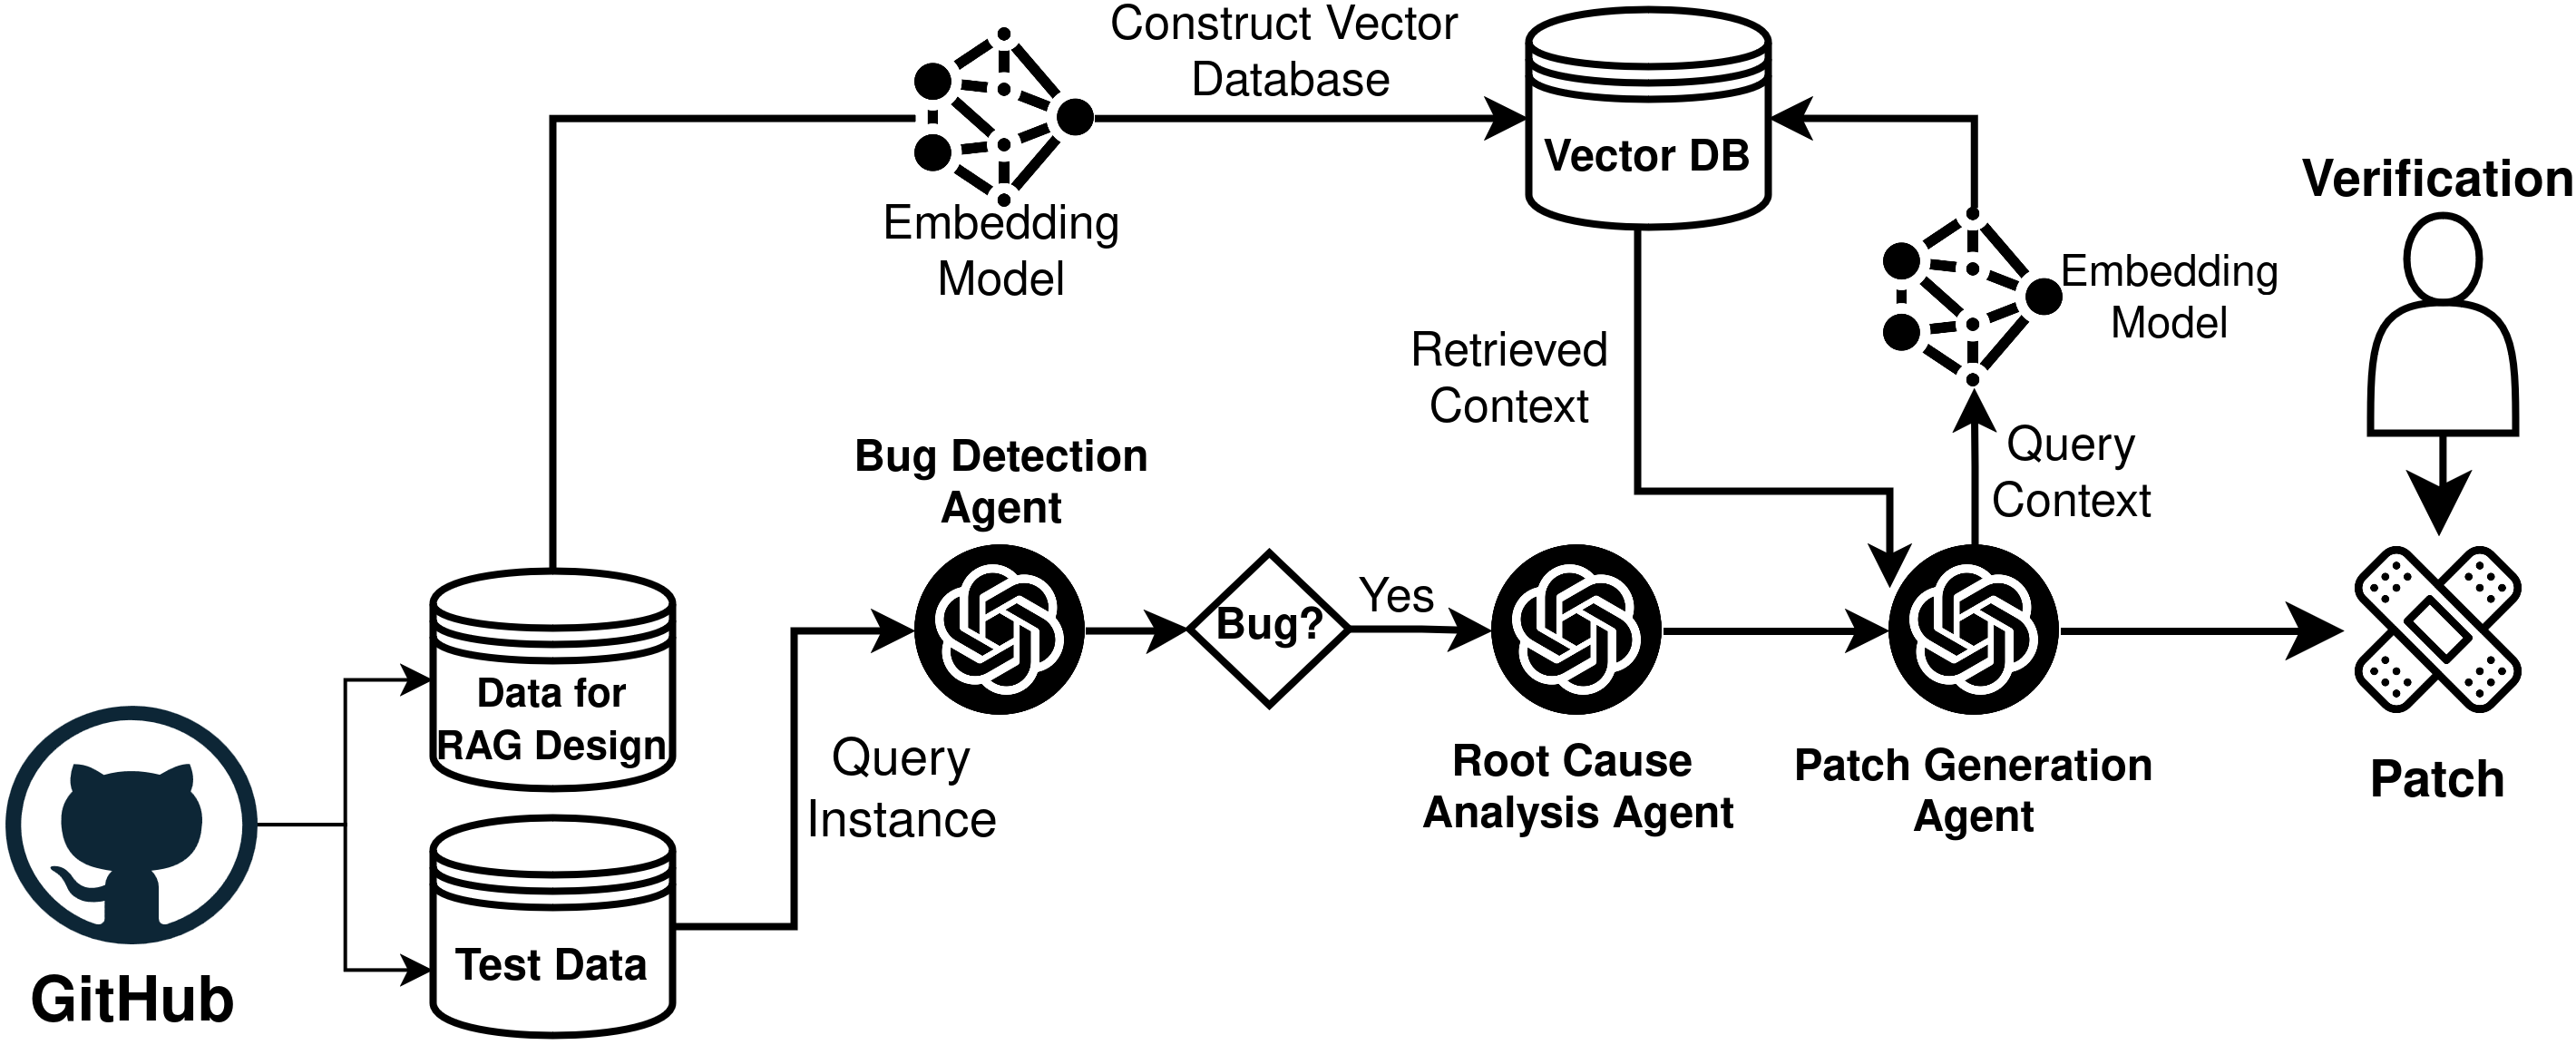 Construct Vector
Database
Vector DB
Embedding
Model
Verification
Embedding
Model
Retrieved
Context
Query
Context
Bug Detection
Agent
Bug?
Yes
Data for
RAG Design
Query
Instance
Root Cause
Analysis Agent
Patch Generation
Agent
Patch
Test Data
GitHub